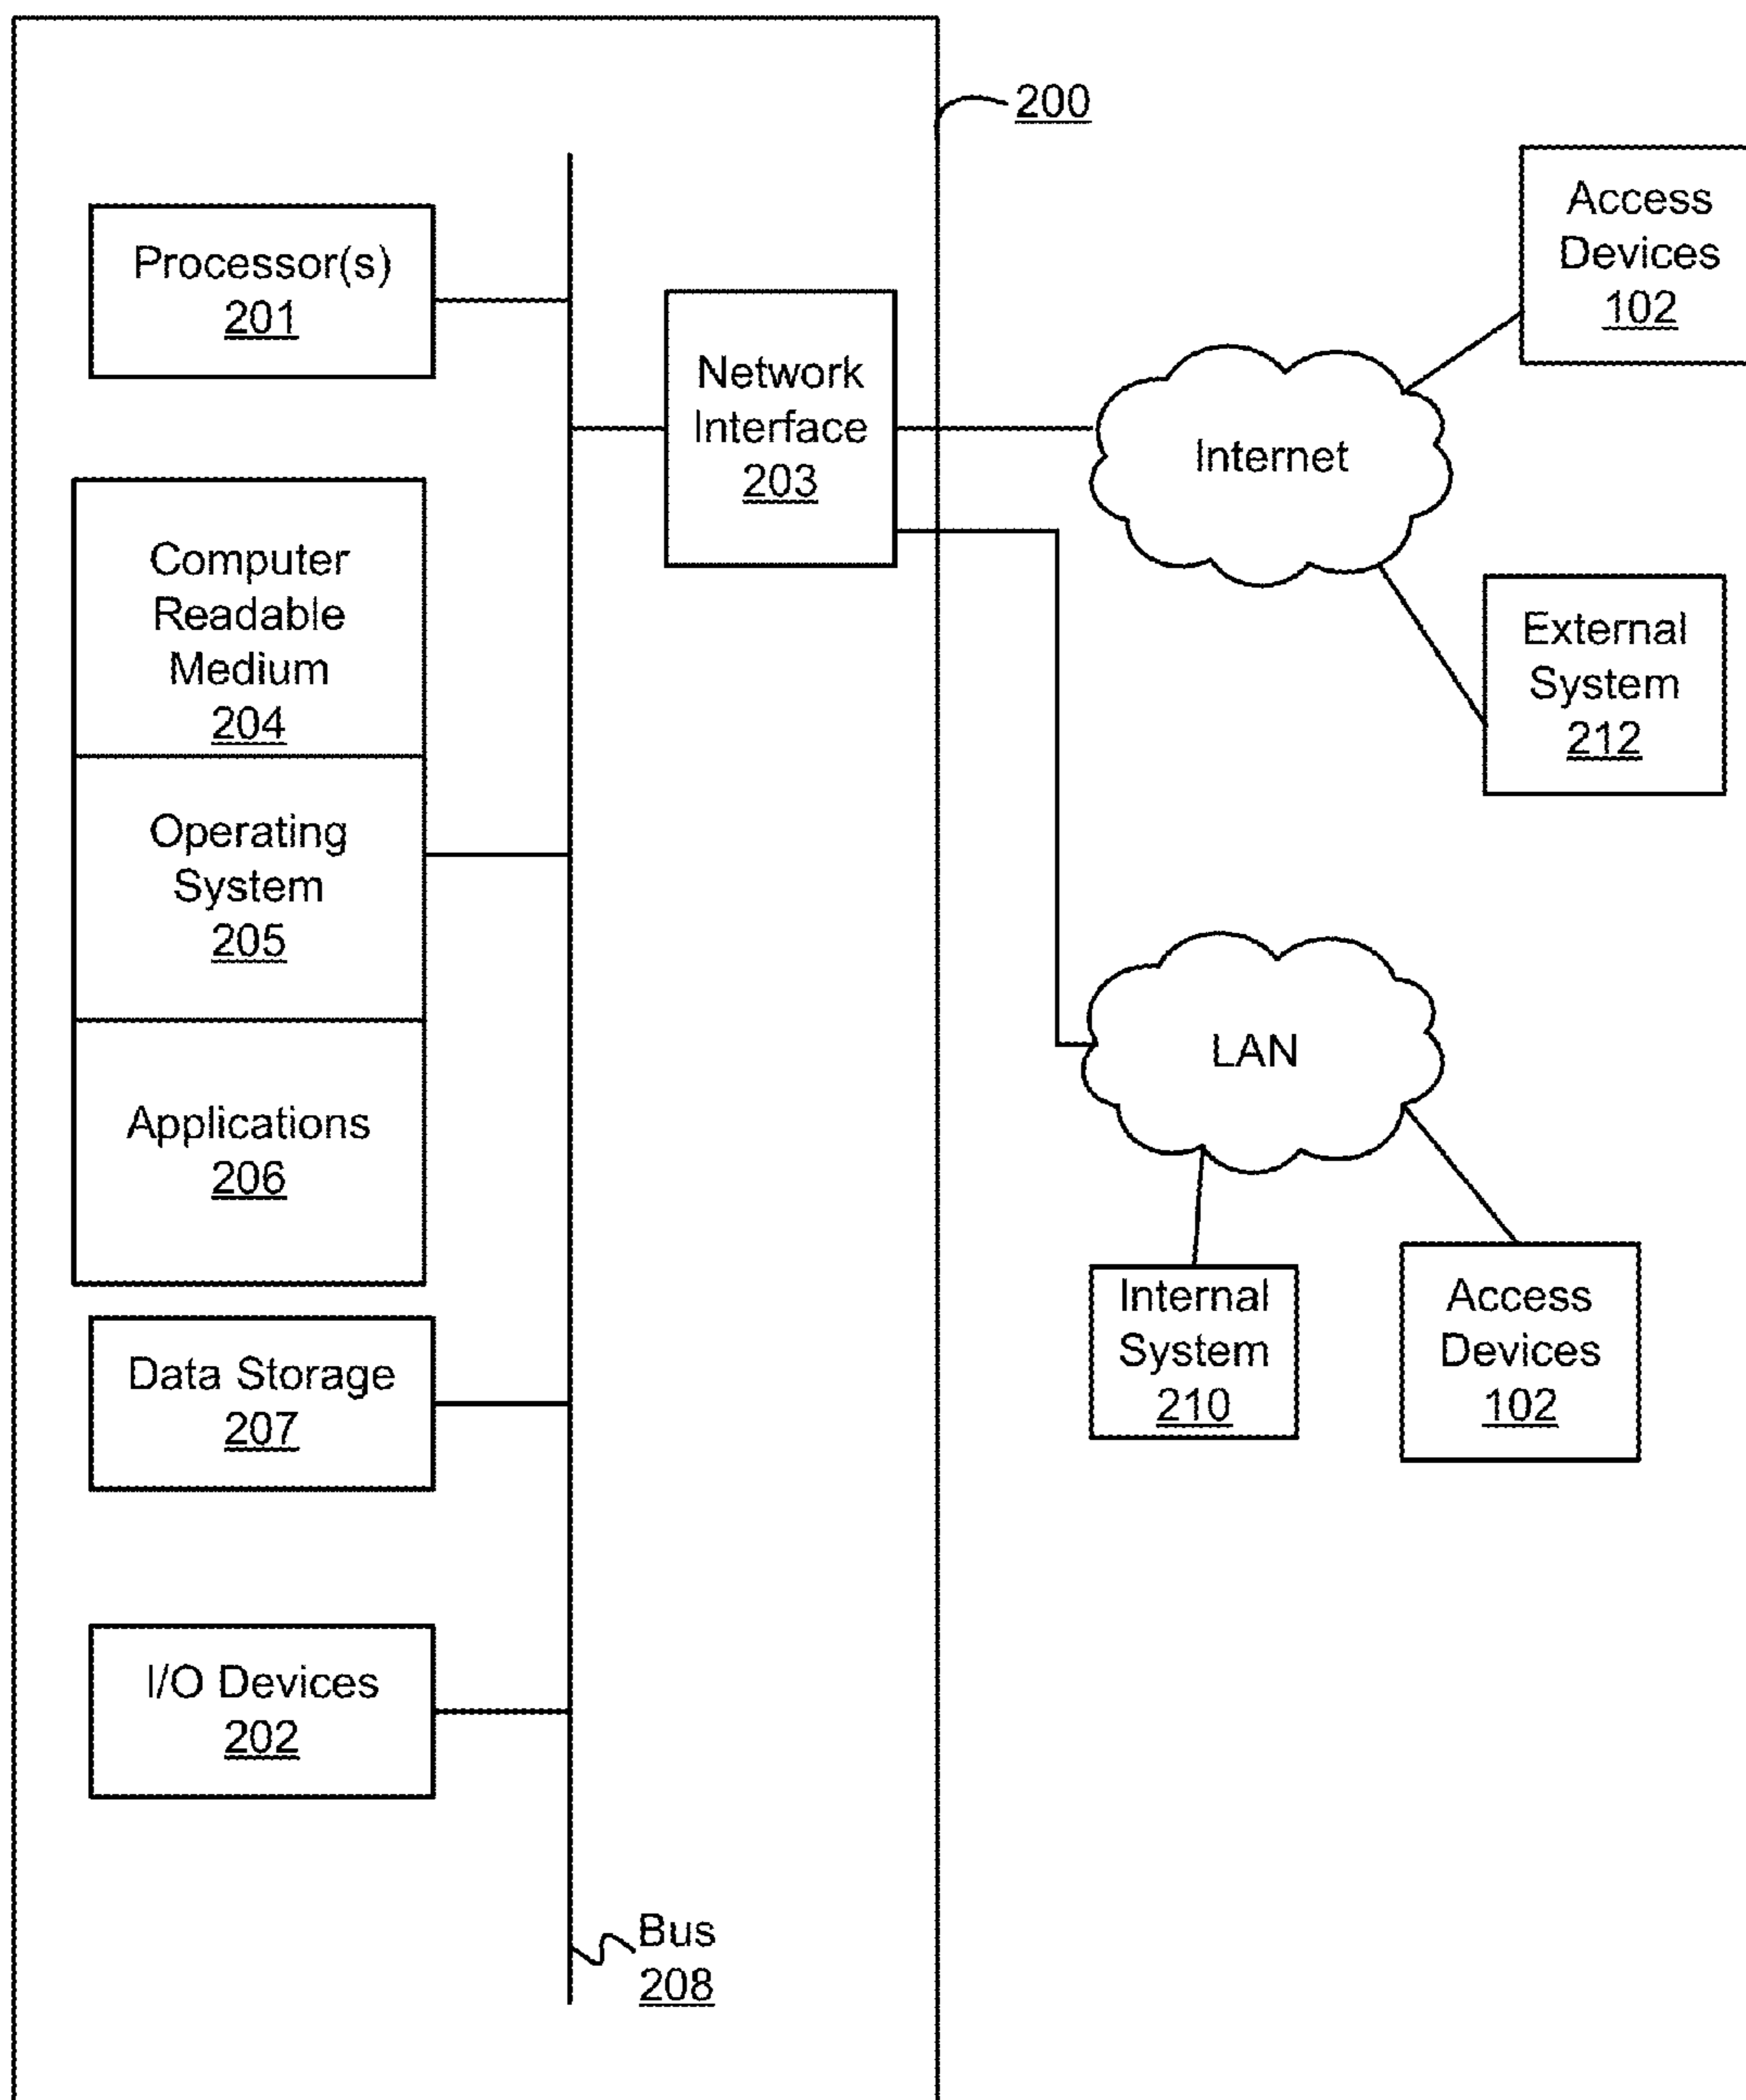 200
Processor(s)
201
Network
Interface
203
Computer
Readable
Medium
204
Operating
System
205
Applications
206
Data Storage
207
I/O Devices
202
Bus
208
Internet
Access
Devices
102
External
System
212
LAN
Internal
System
210
Access
Devices
102